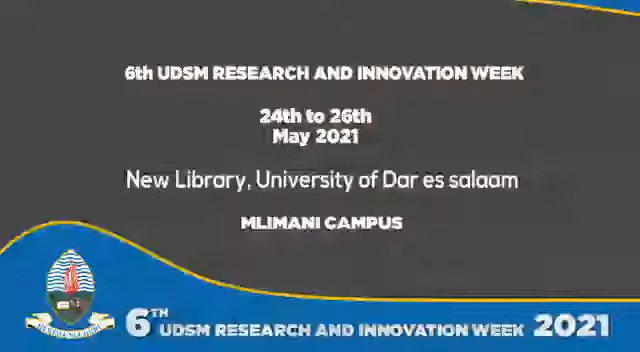 6th UDSM RESEARCH AND INNOVATION WEEK
24th to 26th
May 2021
New Library, University of Dar es salaam
MLIMANI CAMPUS
6TH UDSM RESEARCH AND INNOVATION WEEK 2021